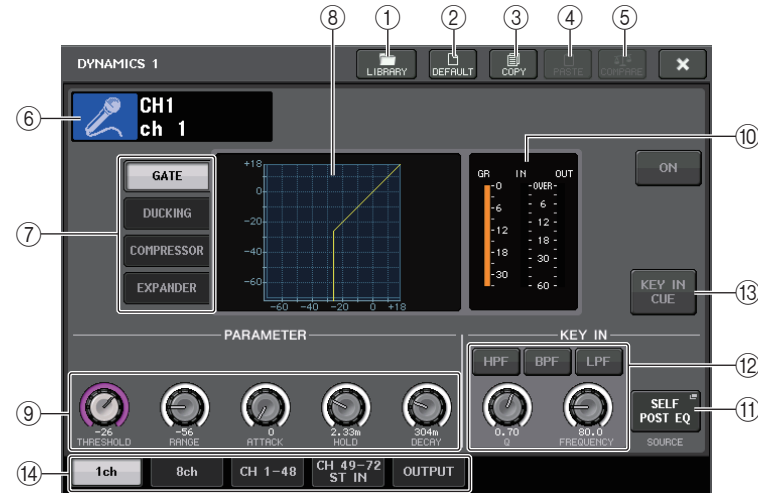 ⑧ ① ② ③ ④ ⑤
DYNAMICS 1
LIBRARY DEFAULT COPY PASTE COMPARE ×
⑥
CH1
ch 1
⑩
GATE
DUCKING
COMPRESSOR
EXPANDER
⑦
+18
0
-20
-40
-60
-60 -40 -20 0 +18
GR IN OUT
0 -OVER-
-6 - 6 -
-12 - 12 -
-18 - 18 -
-30 - 30 -
- 60 -
ON
KEY IN
CUE
⑬
PARAMETER
KEY IN
HPF BPF LPF
⑫
⑨
-26 -56 0 2.33m 304m
THRESHOLD RANGE ATTACK HOLD DECAY
0.70 80.0
Q FREQUENCY
SELF
POST EQ
⑪
SOURCE
⑭
1ch 8ch CH 1-48 CH 49-72
ST IN OUTPUT